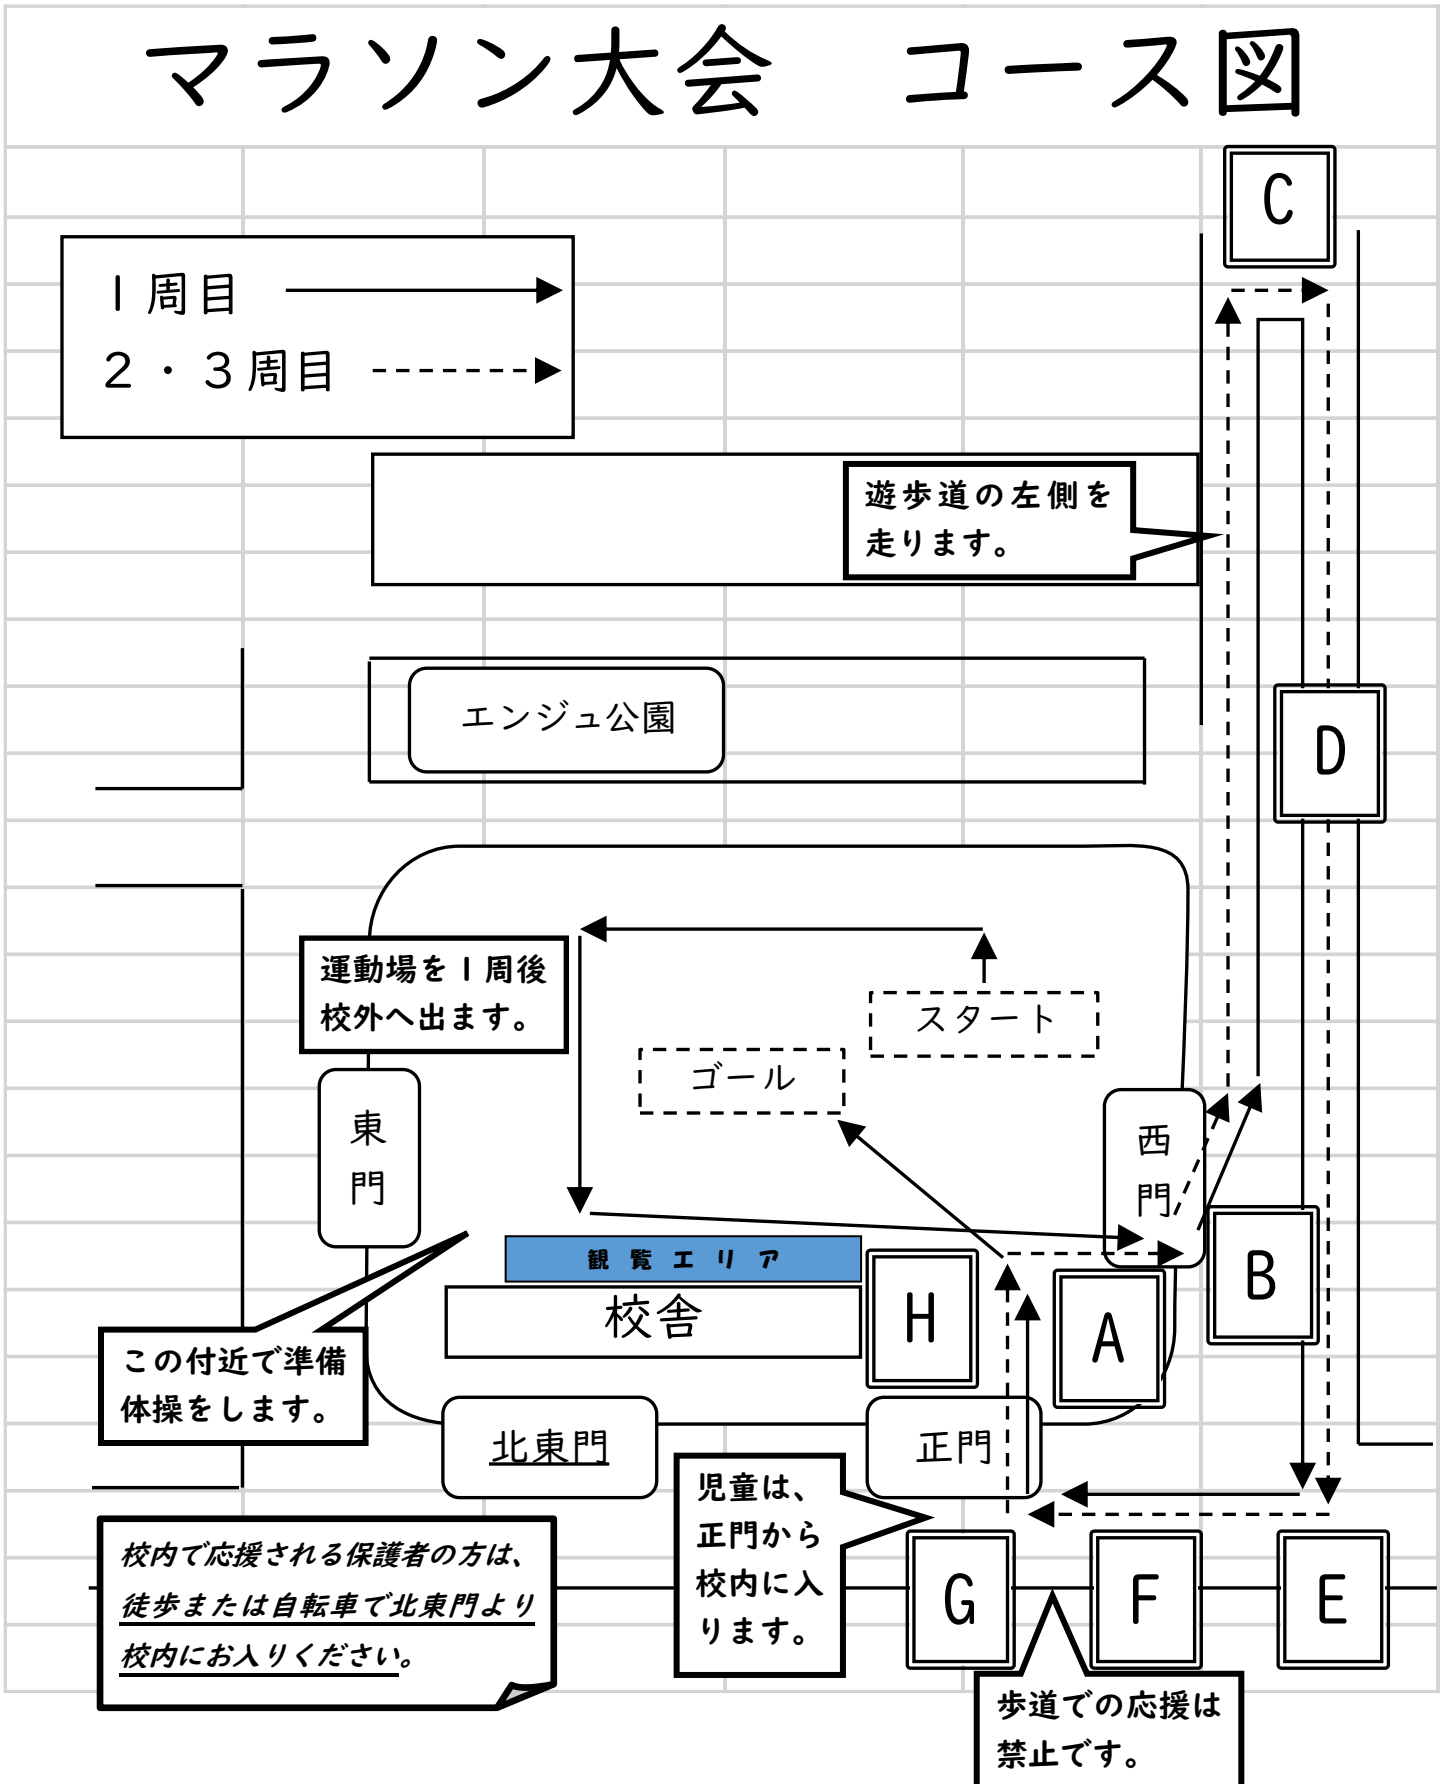 マラソン大会　コース図
C
１周目
２・３周目
遊歩道の左側を
走ります。
エンジュ公園
D
運動場を１周後
校外へ出ます。
スタート
ゴール
東
門
西
門
観覧エリア
校舎
H
A
B
この付近で準備
体操をします。
北東門
正門
児童は、
正門から
校内に入
ります。
校内で応援される保護者の方は、
徒歩または自転車で北東門より
校内にお入りください。
G
F
E
歩道での応援は
禁止です。